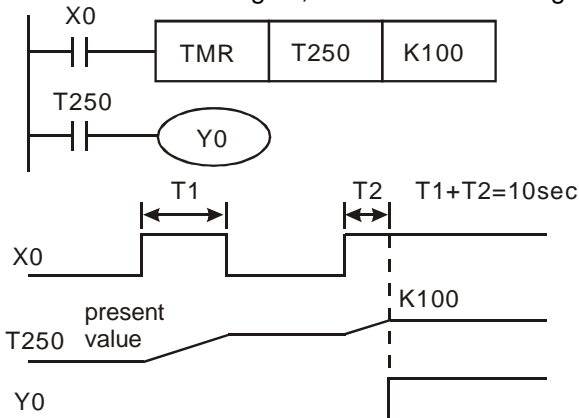 X0
TMR T250 K100
T250
Y0
T1 T2 T1+T2=10sec
X0
K100
present
T250 value
Y0